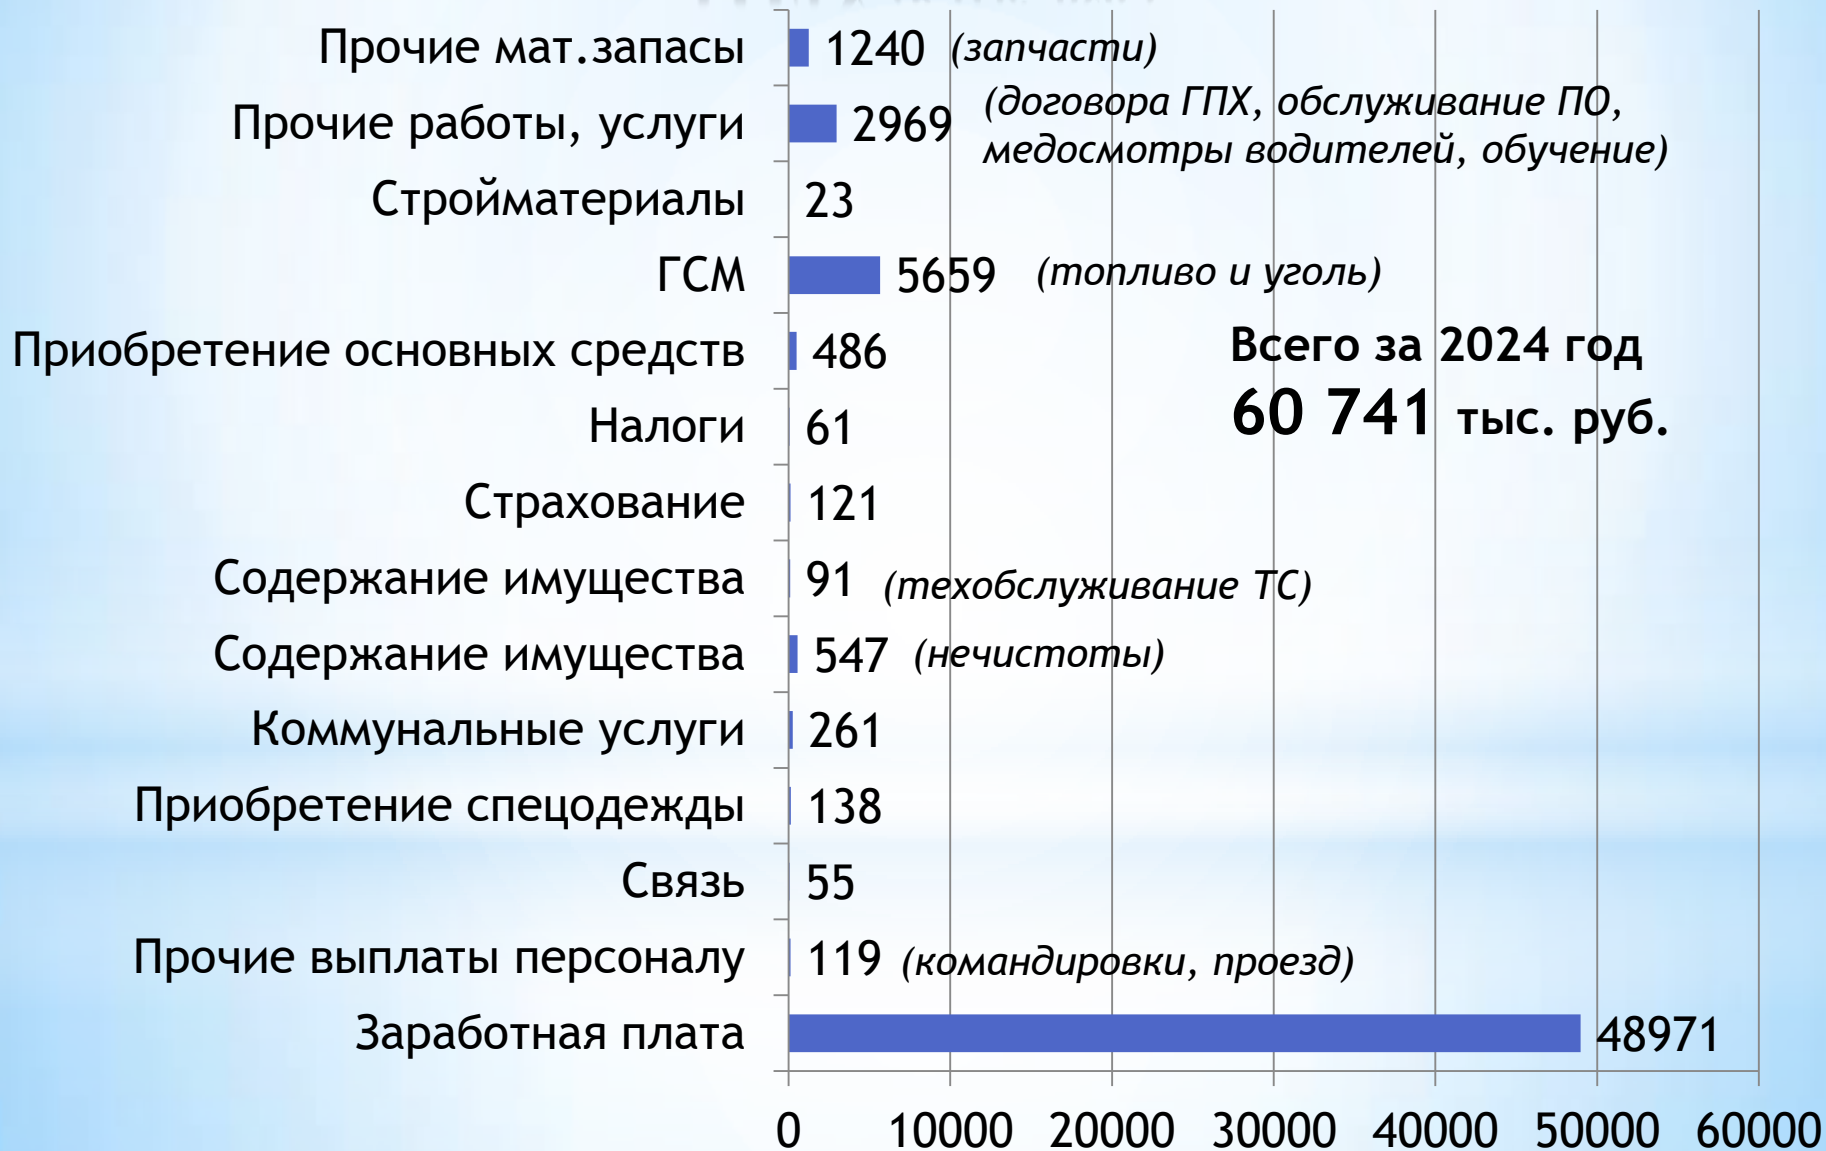 Прочие мат.запасы 1240 (запчасти)
Прочие работы, услуги 2969 (договора ГПХ, обслуживание ПО,
медосмотры водителей, обучение)
Стройматериалы 23
ГСМ 5659 (топливо и уголь)
Приобретение основных средств 486
Всего за 2024 год
60 741 тыс. руб.
Налоги 61
Страхование 121
Содержание имущества 91 (техобслуживание ТС)
Содержание имущества 547 (нечистоты)
Коммунальные услуги 261
Приобретение спецодежды 138
Связь 55
Прочие выплаты персоналу 119 (командировки, проезд)
Заработная плата 48971
0 10000 20000 30000 40000 50000 60000